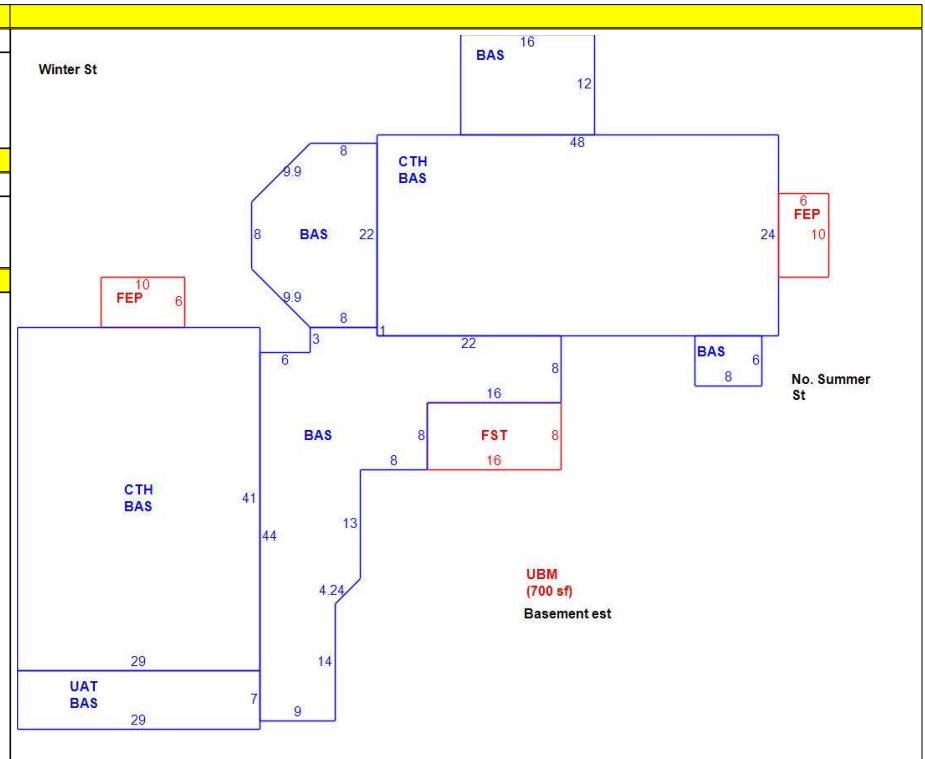 16
BAS
Winter St
12
48
8
CTH
BAS
9.9
6
FEP
8
BAS
22
24
10
10
FEP
6
9.9
8
1
3
22
6
BAS
6
8
8
No. Summer
St
16
BAS
8
FST
8
8
16
CTH
BAS
41
13
44
UBM
(700 sf)
4.24
Basement est
29
14
UAT
BAS
7
29
9